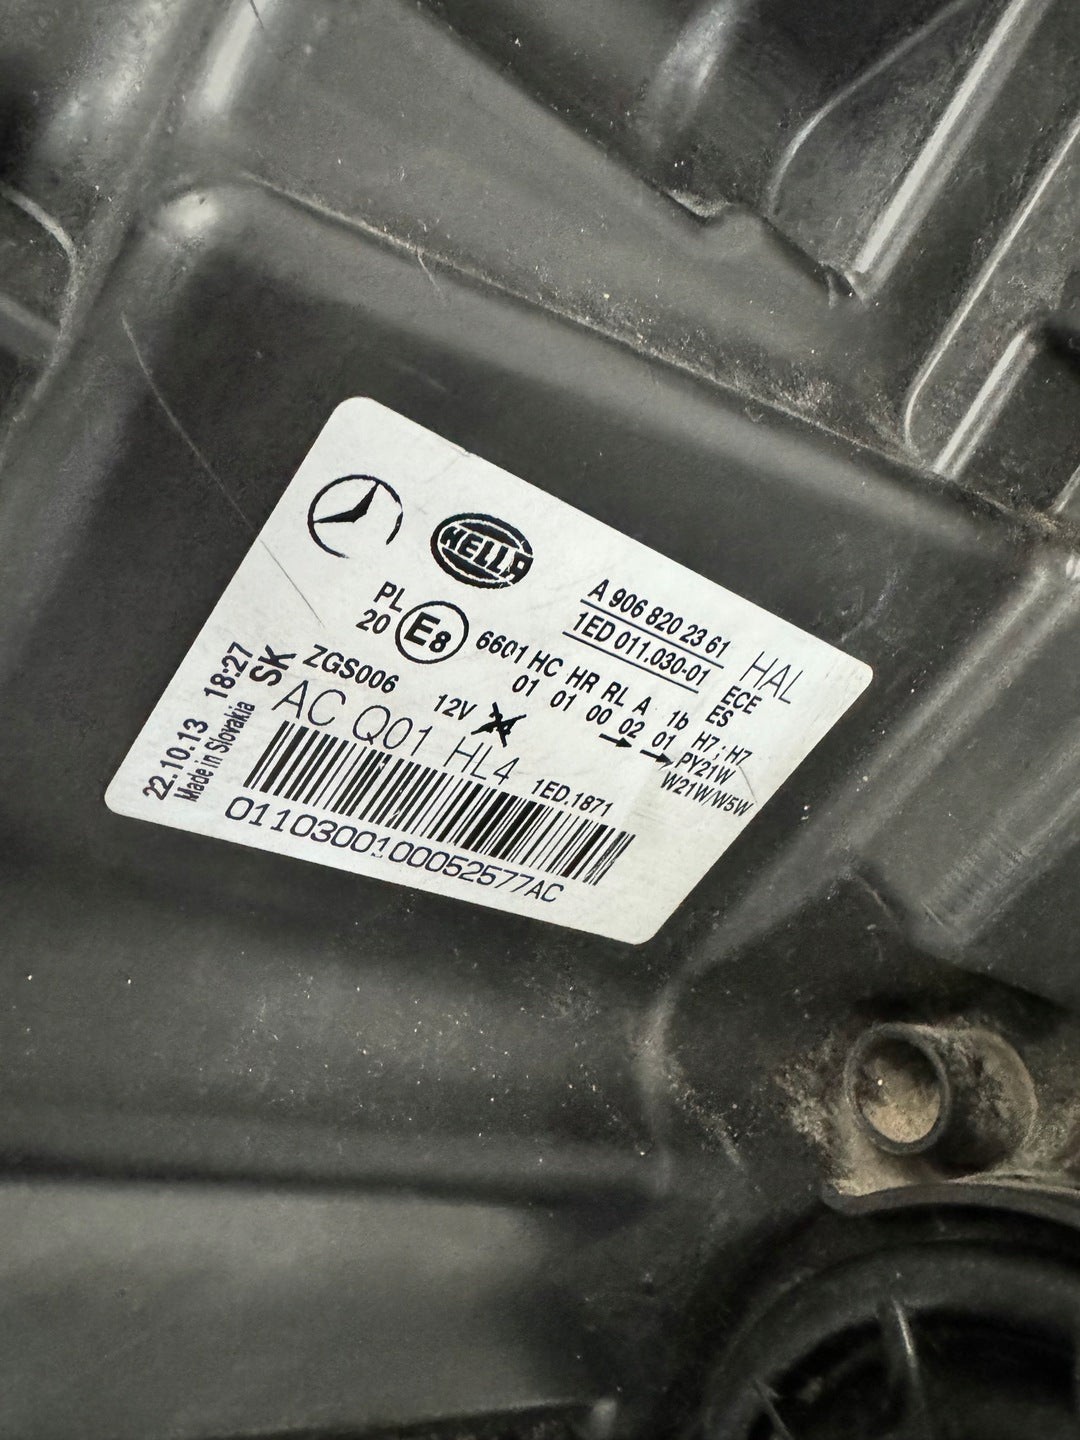 HELLA
A 906 820 23 61
1ED 011.030-01
HAL
ECE
ES
PL
20
E8
6601 HC HR RL A 1b
01 01 00 02 01
H7; H7
PY21W
W21W/W5W
ZGS006
12V
SK
AC Q01 HL4
1ED.1871
22.10.13 18:27
Made in Slovakia
011030010005257​7AC